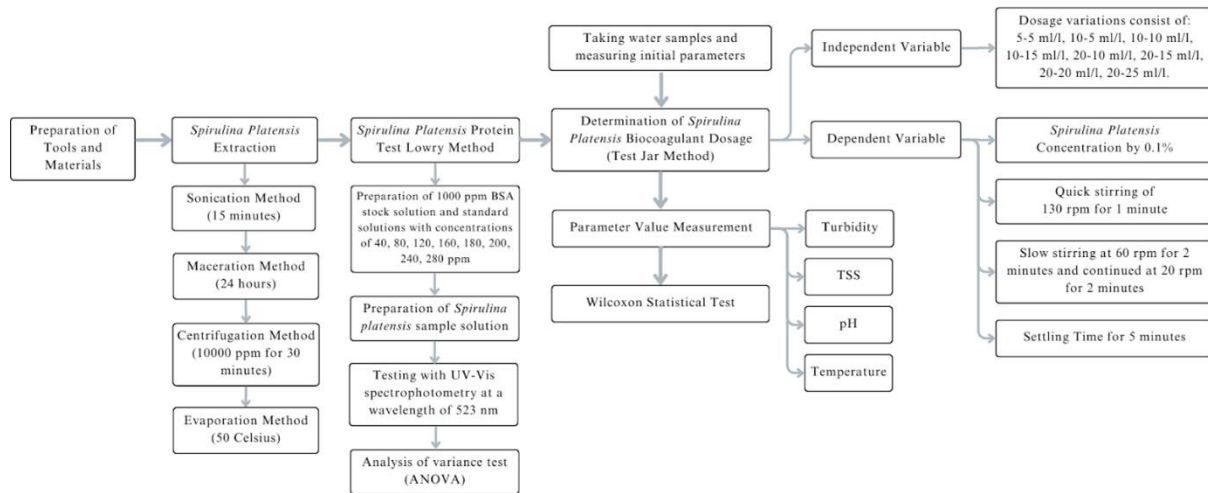 Preparation of
Tools and
Materials
Spirulina Platensis
Extraction
Sonication Method
(15 minutes)
Maceration Method
(24 hours)
Centrifugation Method
(10000 ppm for 30
minutes)
Evaporation Method
(50 Celsius)
Spirulina Platensis Protein
Test Lowry Method
Preparation of 1000 ppm BSA
stock solution and standard
solutions with concentrations
of 40, 80, 120, 160, 180, 200,
240, 280 ppm
Preparation of Spirulina
platensis sample solution
Testing with UV-Vis
spectrophotometry at a
wavelength of 523 nm
Analysis of variance test
(ANOVA)
Taking water samples and
measuring initial parameters
Determination of Spirulina
Platensis Biocoagulant Dosage
(Test Jar Method)
Parameter Value Measurement
Wilcoxon Statistical Test
Turbidity
TSS
pH
Temperature
Independent Variable
Dosage variations consist of:
5-5 ml/l, 10-5 ml/l, 10-10 ml/l,
10-15 ml/l, 20-10 ml/l, 20-15 ml/l,
20-20 ml/l, 20-25 ml/l.
Dependent Variable
Spirulina Platensis
Concentration by 0.1%
Quick stirring of
130 rpm for 1 minute
Slow stirring at 60 rpm for 2
minutes and continued at 20 rpm
for 2 minutes
Settling Time for 5 minutes